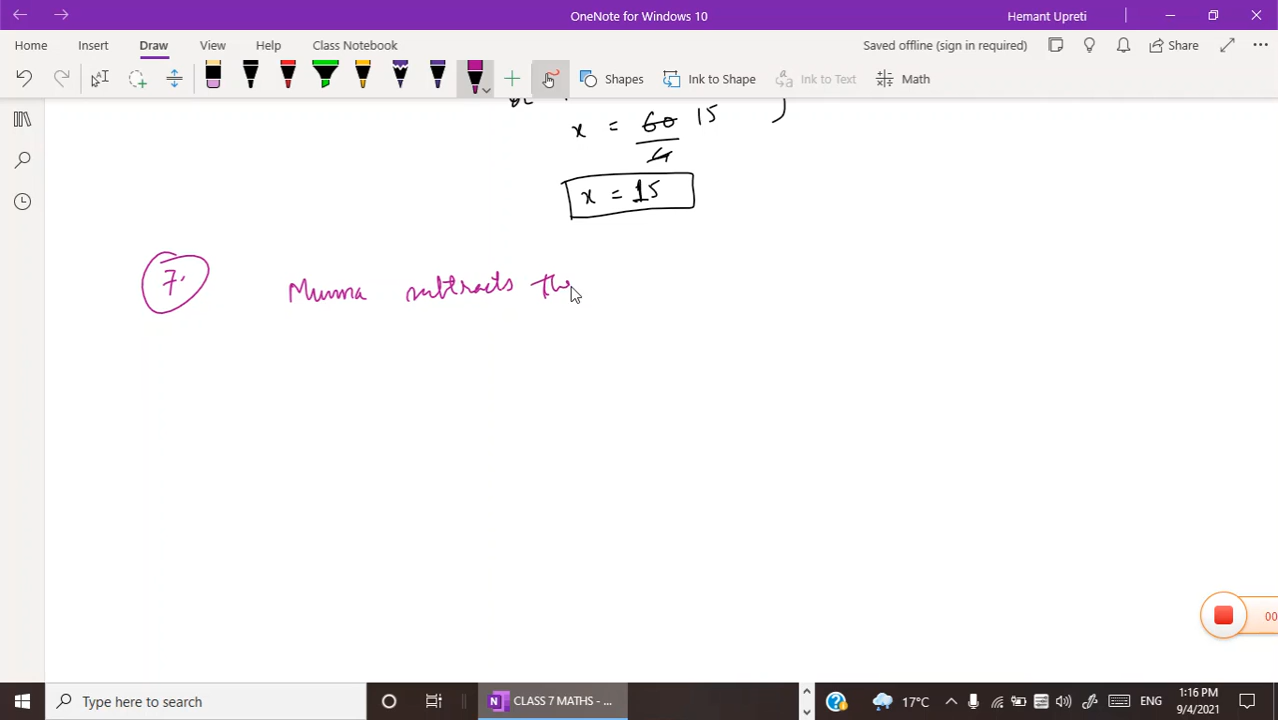 OneNote for Windows 10
Hemant Upreti
Home Insert Draw View Help Class Notebook
Saved offline (sign in required)
Share
Shapes
Ink to Shape
Ink to Text
Math
x = 60 15
4
x = 15
7. Munna subtracts the
00
Type here to search
CLASS 7 MATHS - ...
17°C
ENG
1:16 PM
9/4/2021